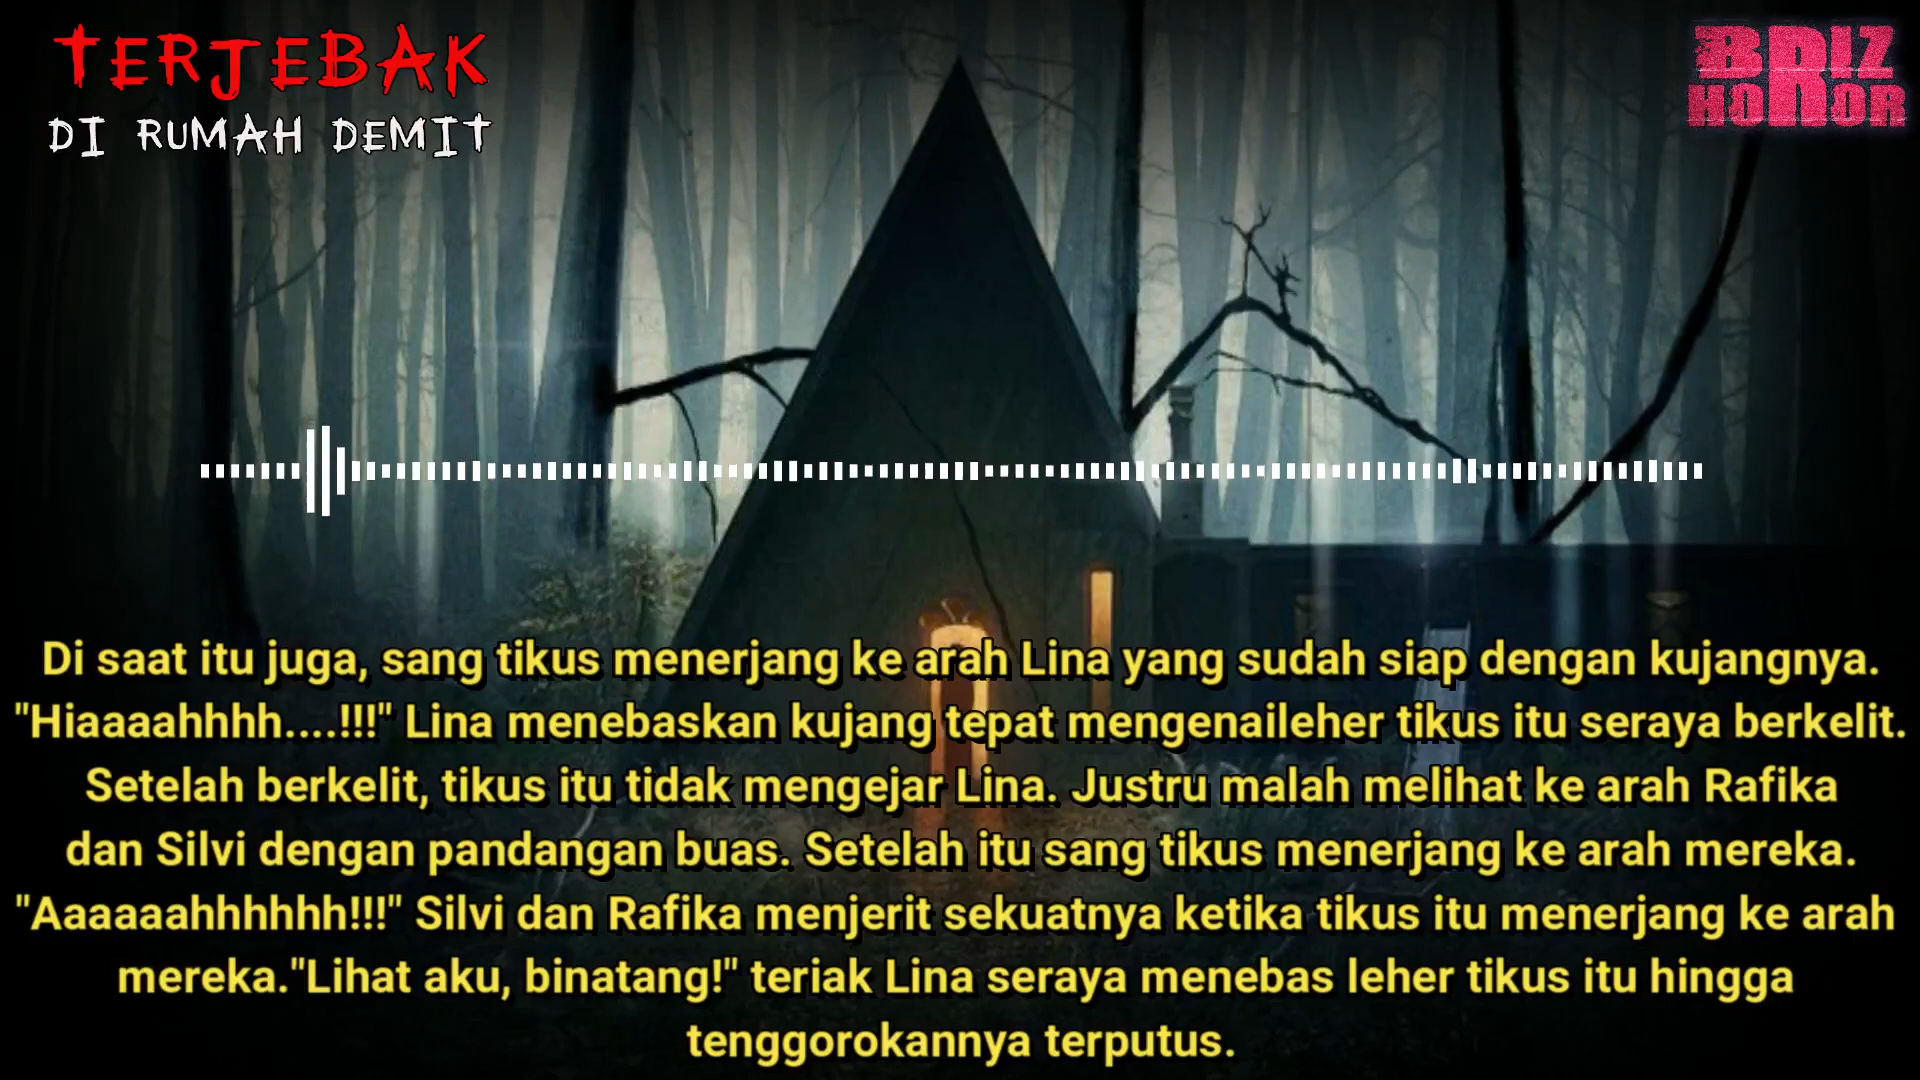 TERJEBAK
DI RUMAH DEMIT
BRIZ
HOROR
Di saat itu juga, sang tikus menerjang ke arah Lina yang sudah siap dengan kujangnya.
"Hiaaaahhhh....!!!" Lina menebaskan kujang tepat mengenaileher tikus itu seraya berkelit.
Setelah berkelit, tikus itu tidak mengejar Lina. Justru malah melihat ke arah Rafika
dan Silvi dengan pandangan buas. Setelah itu sang tikus menerjang ke arah mereka.
"Aaaaaahhhhhh!!!" Silvi dan Rafika menjerit sekuatnya ketika tikus itu menerjang ke arah
mereka."Lihat aku, binatang!" teriak Lina seraya menebas leher tikus itu hingga
tenggorokannya terputus.